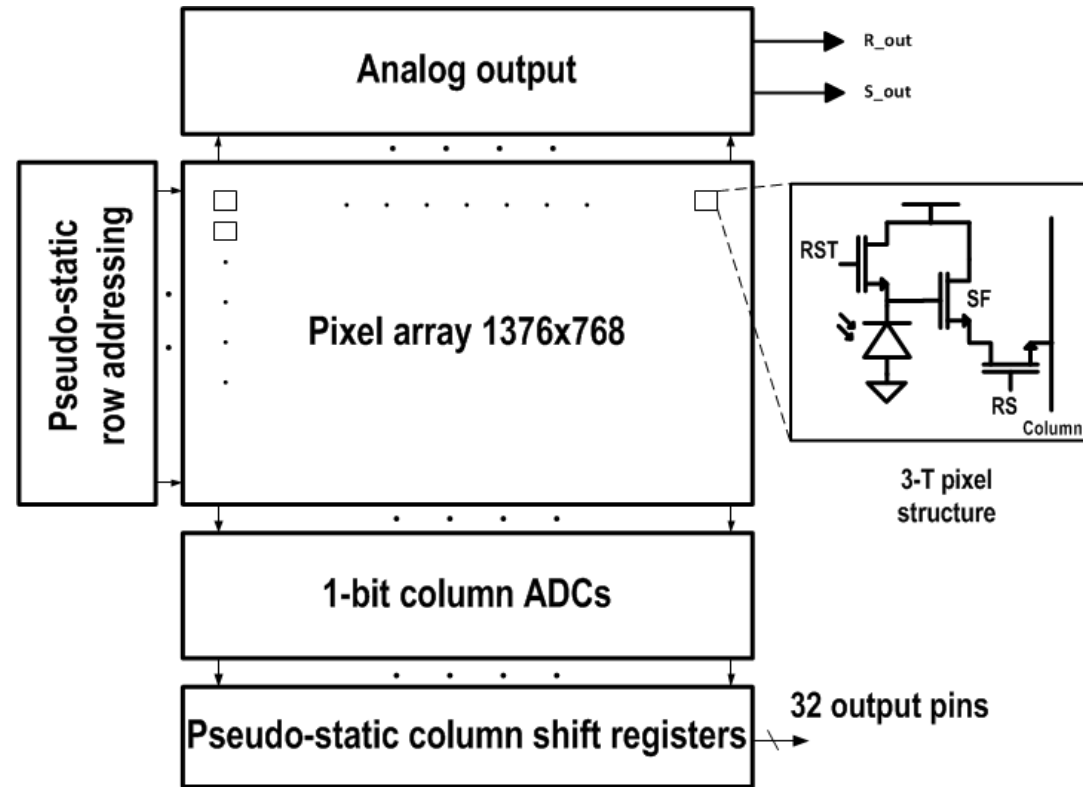 Analog output
R_out
S_out
Pseudo-static
row addressing
Pixel array 1376x768
RST
SF
RS
Column
3-T pixel
structure
1-bit column ADCs
Pseudo-static column shift registers
32 output pins